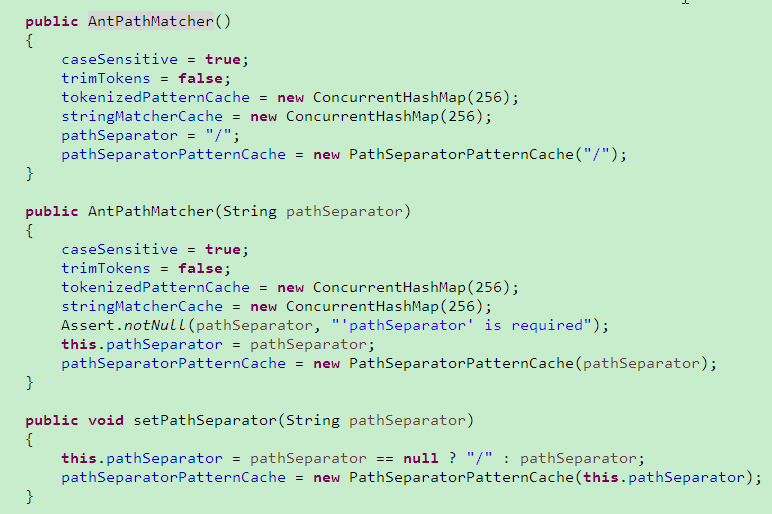 public AntPathMatcher()
{
    caseSensitive = true;
    trimTokens = false;
    tokenizedPatternCache = new ConcurrentHashMap(256);
    stringMatcherCache = new ConcurrentHashMap(256);
    pathSeparator = "/";
    pathSeparatorPatternCache = new PathSeparatorPatternCache("/");
}

public AntPathMatcher(String pathSeparator)
{
    caseSensitive = true;
    trimTokens = false;
    tokenizedPatternCache = new ConcurrentHashMap(256);
    stringMatcherCache = new ConcurrentHashMap(256);
    Assert.notNull(pathSeparator, "'pathSeparator' is required");
    this.pathSeparator = pathSeparator;
    pathSeparatorPatternCache = new PathSeparatorPatternCache(pathSeparator);
}

public void setPathSeparator(String pathSeparator)
{
    this.pathSeparator = pathSeparator == null ? "/" : pathSeparator;
    pathSeparatorPatternCache = new PathSeparatorPatternCache(this.pathSeparator);
}